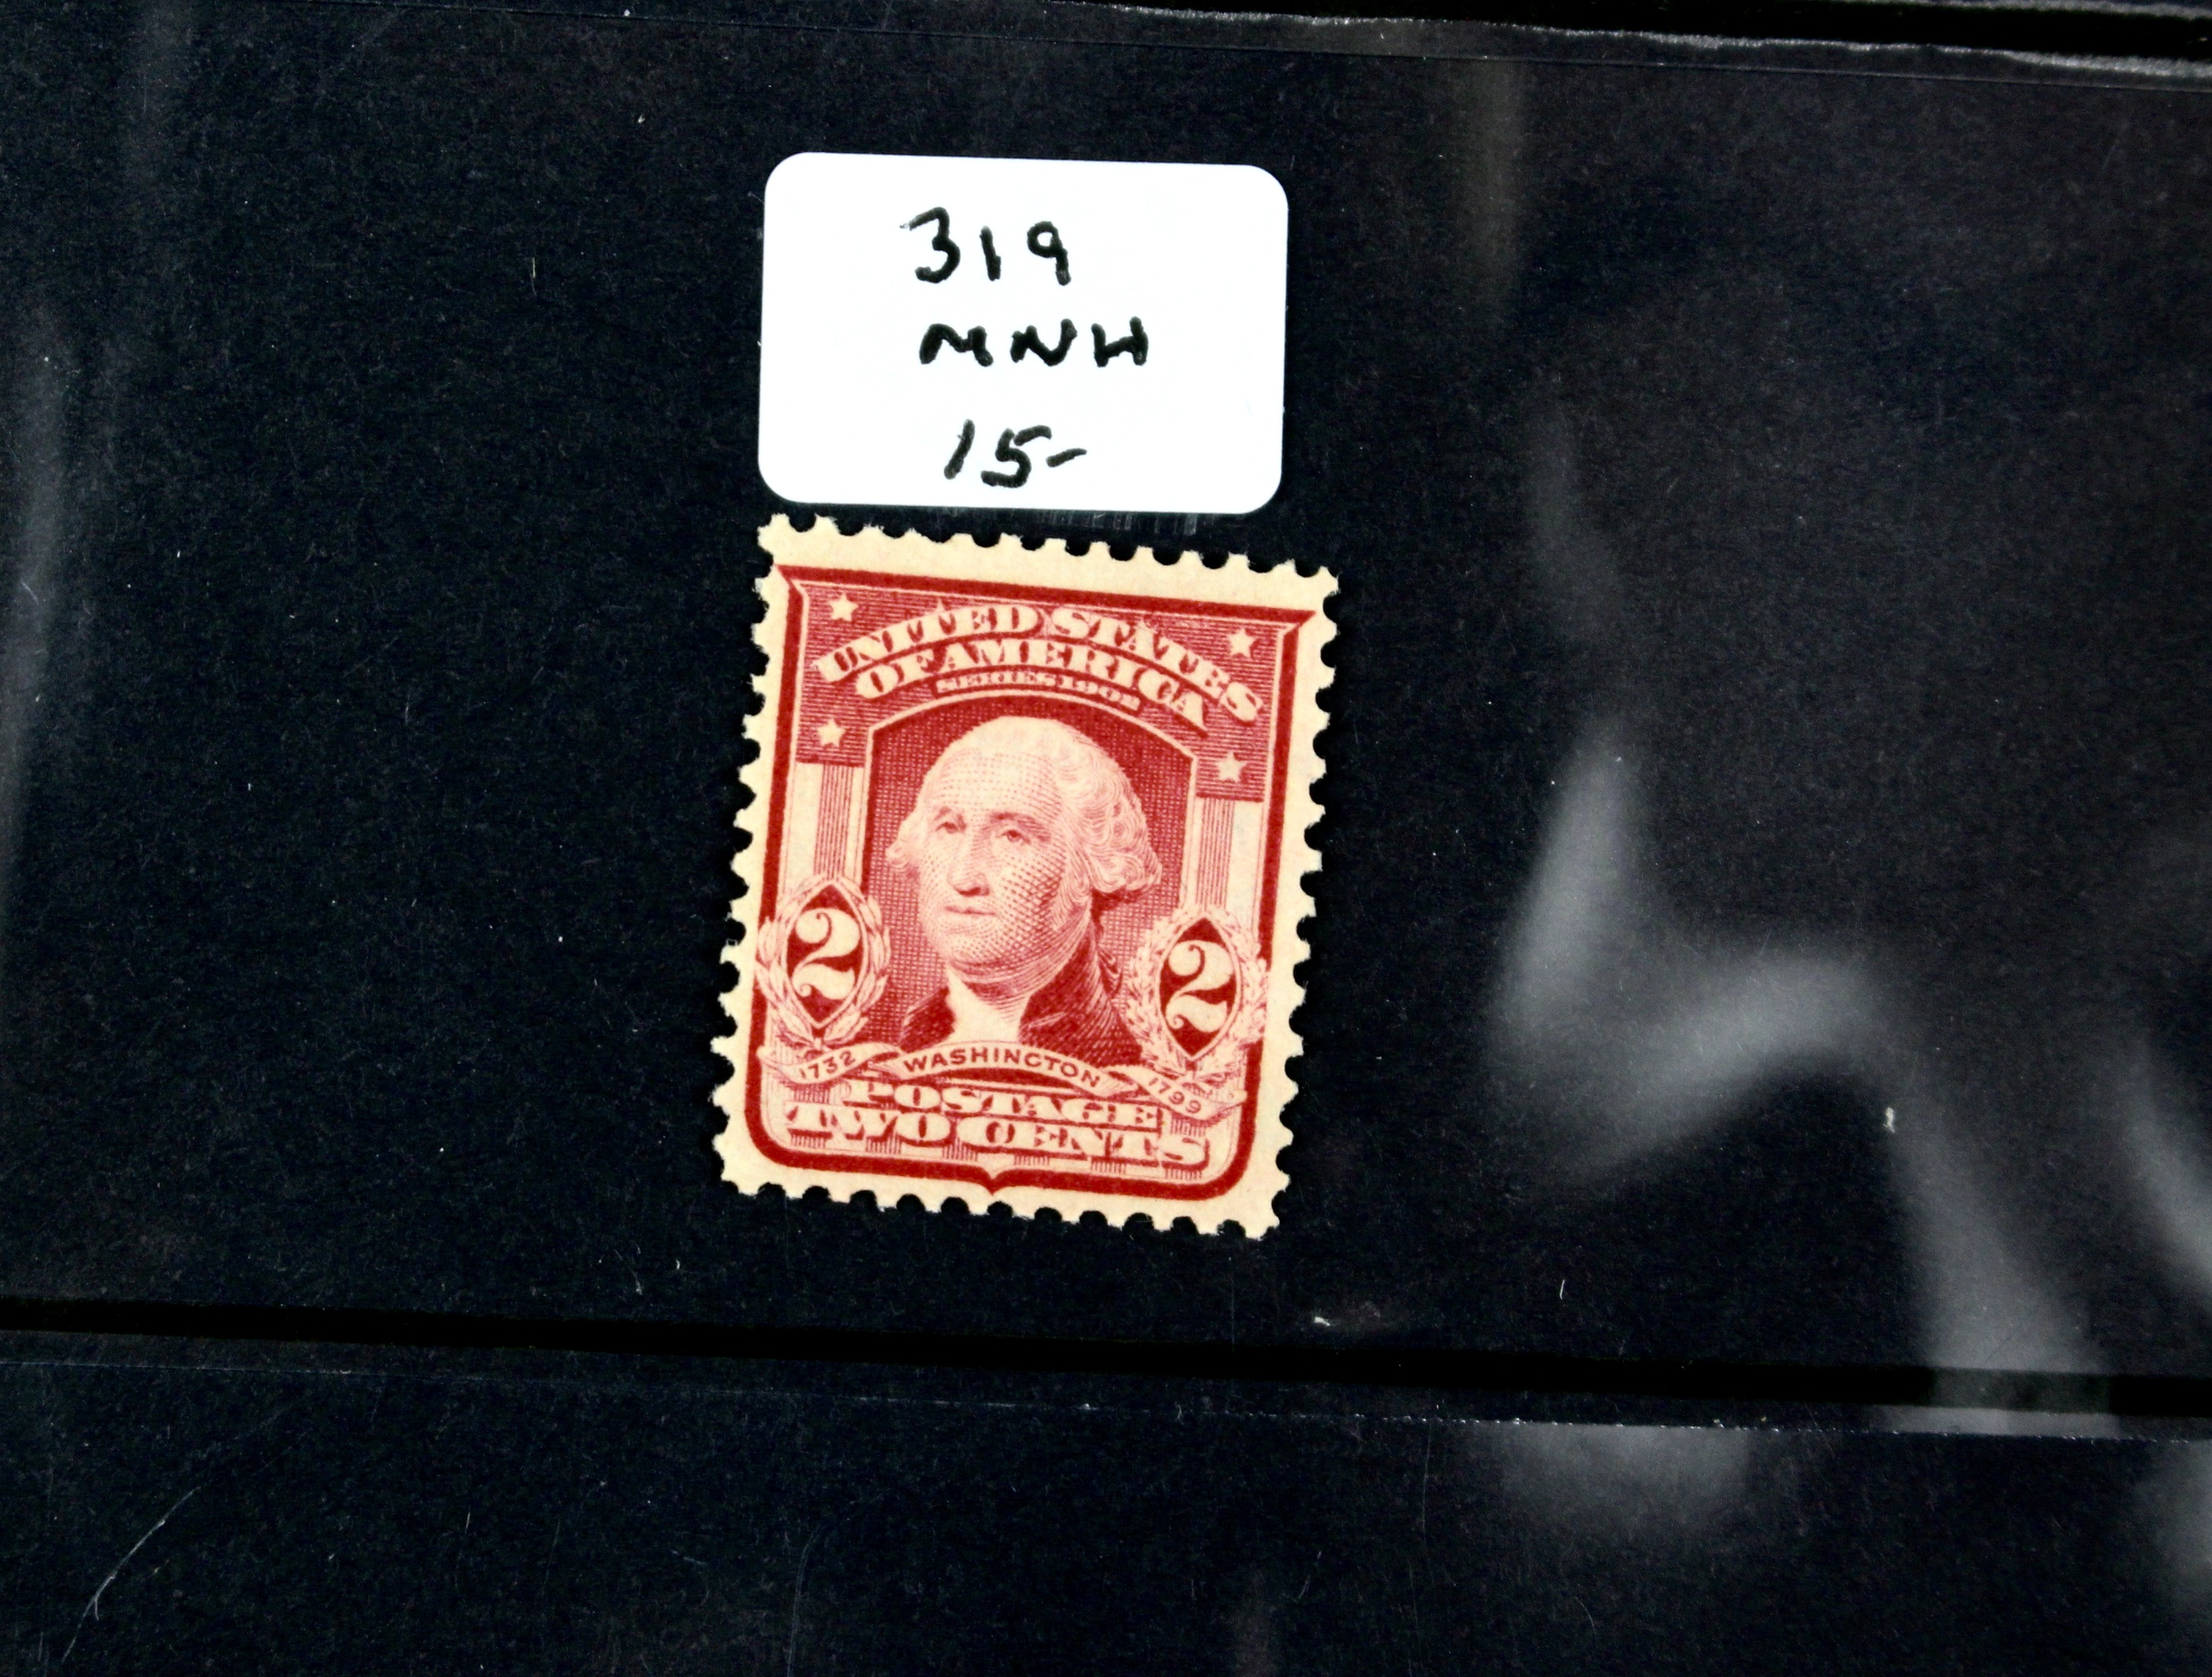 319
MNH
15-
UNITED STATES
OF AMERICA
SERIES 1902
2 2
1732 WASHINGTON 1799
POSTAGE
TWO CENTS